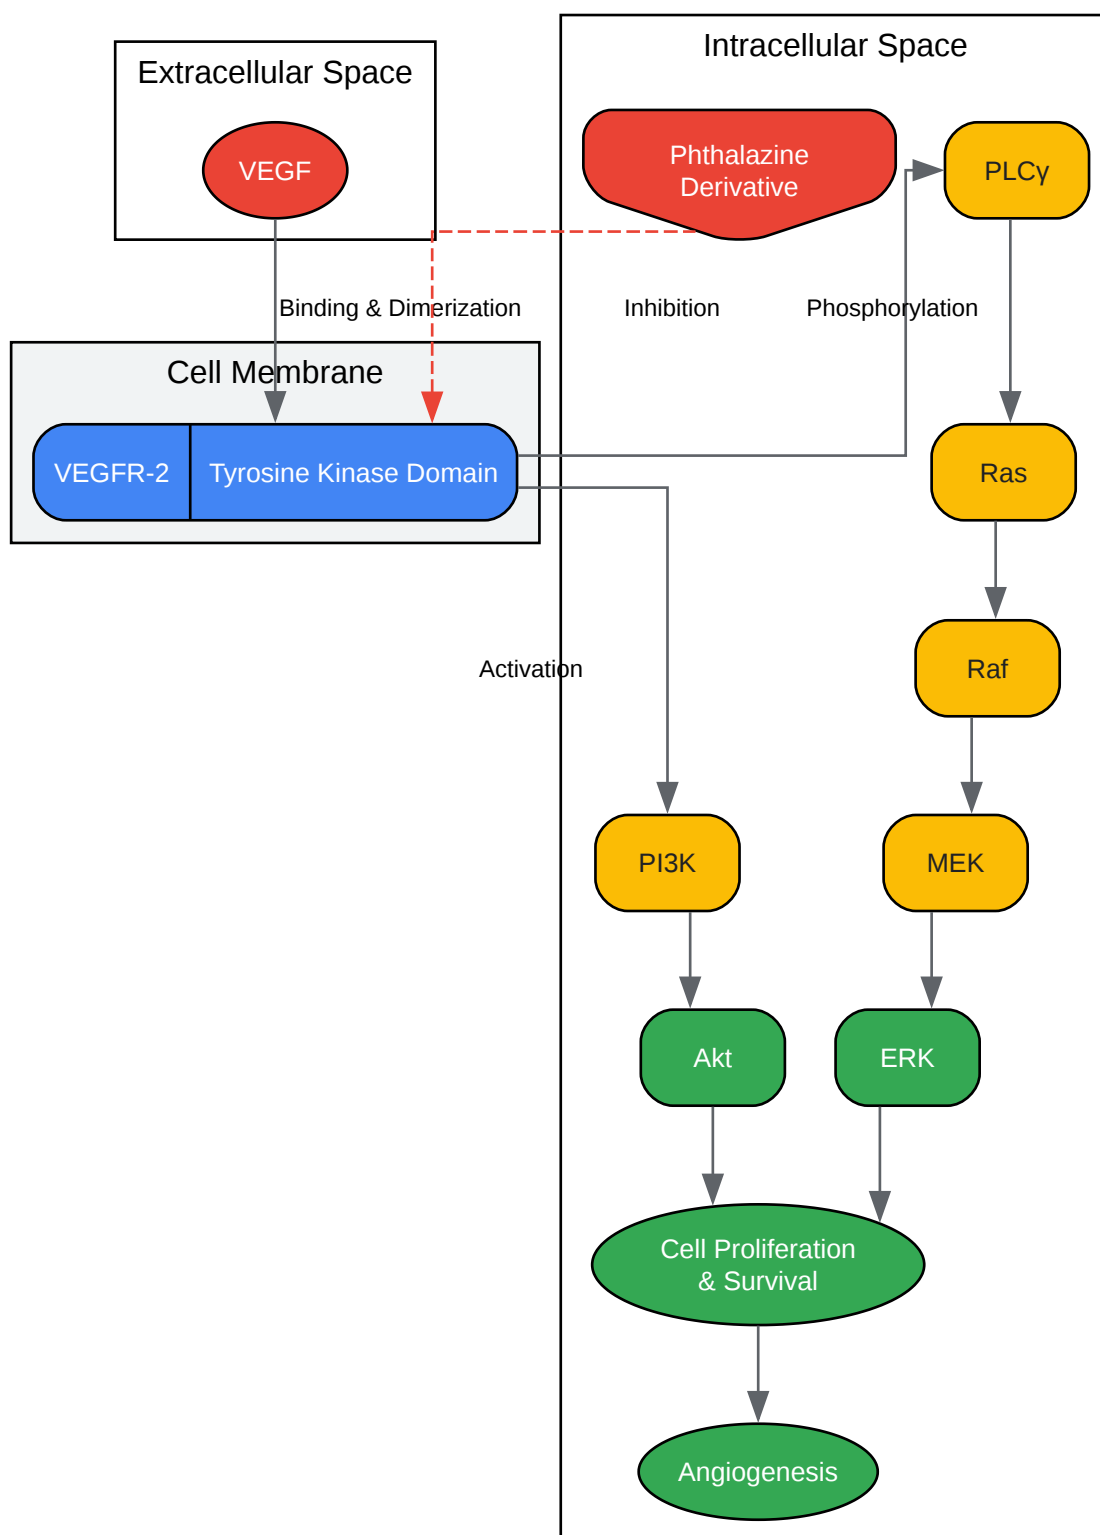 Intracellular Space
Extracellular Space
VEGF
Phthalazine
Derivative
PLCγ
Binding & Dimerization
Inhibition
Phosphorylation
Cell Membrane
VEGFR-2
Tyrosine Kinase Domain
Ras
Activation
Raf
PI3K
MEK
Akt
ERK
Cell Proliferation
& Survival
Angiogenesis